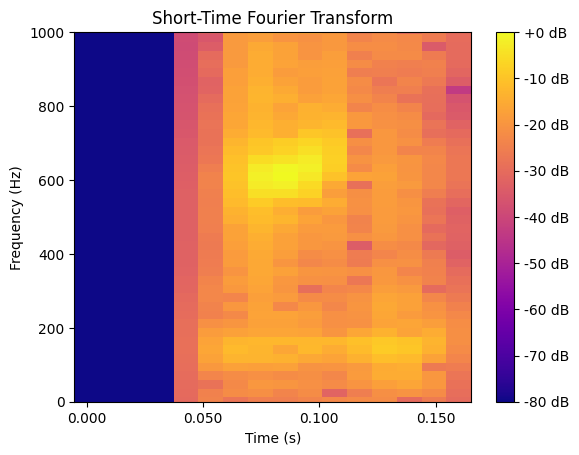 Short-Time Fourier Transform
1000
800
600
400
200
0
Frequency (Hz)
0.000
0.050
0.100
0.150
Time (s)
+0 dB
-10 dB
-20 dB
-30 dB
-40 dB
-50 dB
-60 dB
-70 dB
-80 dB